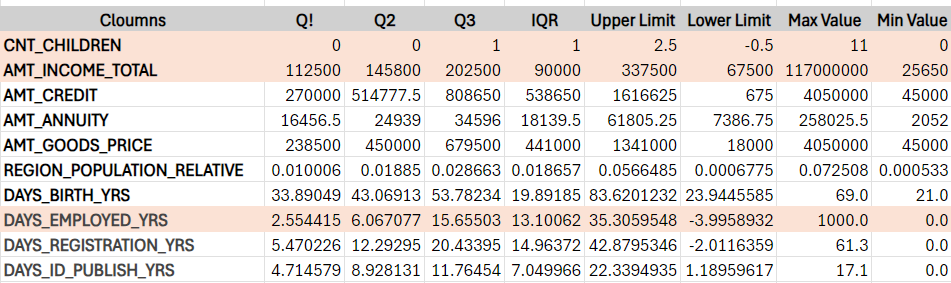 Cloumns Q! Q2 Q3 IQR Upper Limit Lower Limit Max Value Min Value
CNT_CHILDREN 0 0 1 1 2.5 -0.5 11 0
AMT_INCOME_TOTAL 112500 145800 202500 90000 337500 67500 117000000 25650
AMT_CREDIT 270000 514777.5 808650 538650 1616625 675 4050000 45000
AMT_ANNUITY 16456.5 24939 34596 18139.5 61805.25 7386.75 258025.5 2052
AMT_GOODS_PRICE 238500 450000 679500 441000 1341000 18000 4050000 45000
REGION_POPULATION_RELATIVE 0.010006 0.01885 0.028663 0.018657 0.0566485 0.0006775 0.072508 0.000533
DAYS_BIRTH_YRS 33.89049 43.06913 53.78234 19.89185 83.6201232 23.9445585 69.0 21.0
DAYS_EMPLOYED_YRS 2.554415 6.067077 15.65503 13.10062 35.3059548 -3.9958932 1000.0 0.0
DAYS_REGISTRATION_YRS 5.470226 12.29295 20.43395 14.96372 42.8795346 -2.0116359 61.3 0.0
DAYS_ID_PUBLISH_YRS 4.714579 8.928131 11.76454 7.049966 22.3394935 1.18959617 17.1 0.0